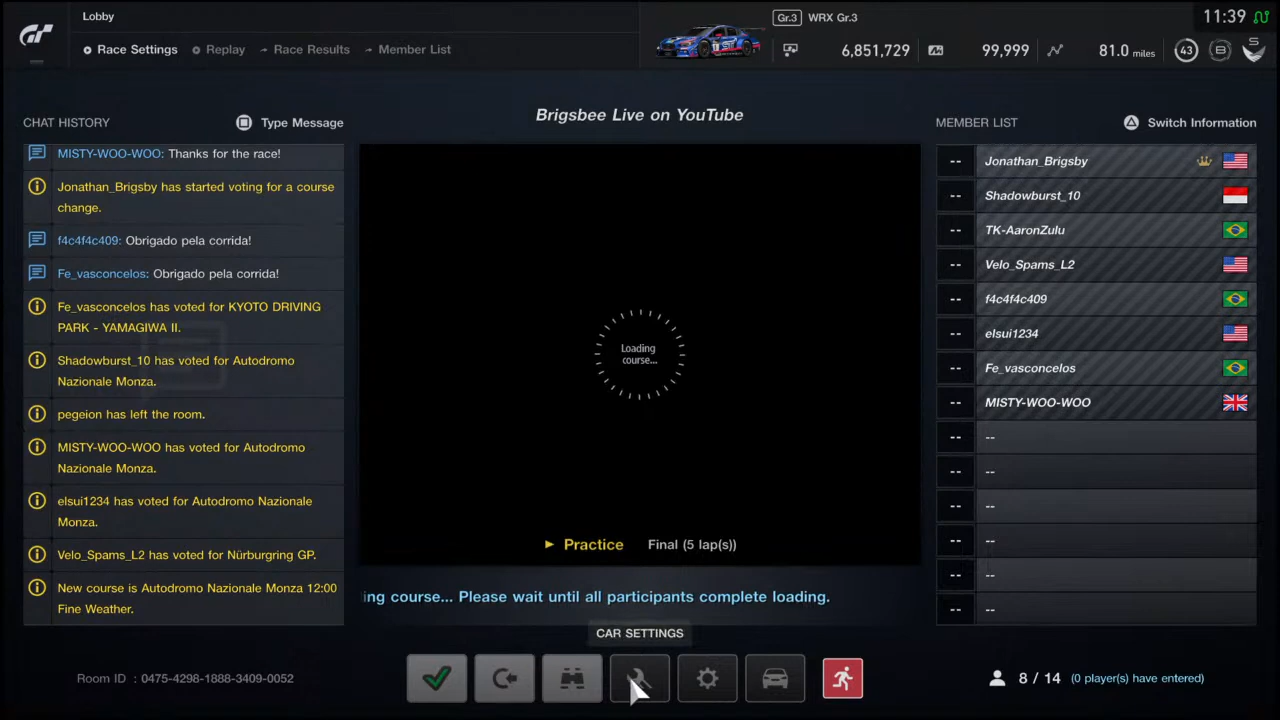 Lobby
Race Settings Replay Race Results Member List
Gr.3 WRX Gr.3
6,851,729 99,999 81.0 miles 43 B S
11:39
CHAT HISTORY Type Message
MISTY-WOO-WOO: Thanks for the race!
Jonathan_Brigsby has started voting for a course
change.
f4c4f4c409: Obrigado pela corrida!
Fe_vasconcelos: Obrigado pela corrida!
Fe_vasconcelos has voted for KYOTO DRIVING
PARK - YAMAGIWA II.
Shadowburst_10 has voted for Autodromo
Nazionale Monza.
pegeion has left the room.
MISTY-WOO-WOO has voted for Autodromo
Nazionale Monza.
elsui1234 has voted for Autodromo Nazionale
Monza.
Velo_Spams_L2 has voted for Nürburgring GP.
New course is Autodromo Nazionale Monza 12:00
Fine Weather.
Brigsbee Live on YouTube
Loading
course...
Practice Final (5 lap(s))
ing course... Please wait until all participants complete loading.
CAR SETTINGS
MEMBER LIST Switch Information
-- Jonathan_Brigsby
-- Shadowburst_10
-- TK-AaronZulu
-- Velo_Spams_L2
-- f4c4f4c409
-- elsui1234
-- Fe_vasconcelos
-- MISTY-WOO-WOO
-- --
-- --
-- --
-- --
-- --
-- --
Room ID : 0475-4298-1888-3409-0052
8 / 14 (0 player(s) have entered)